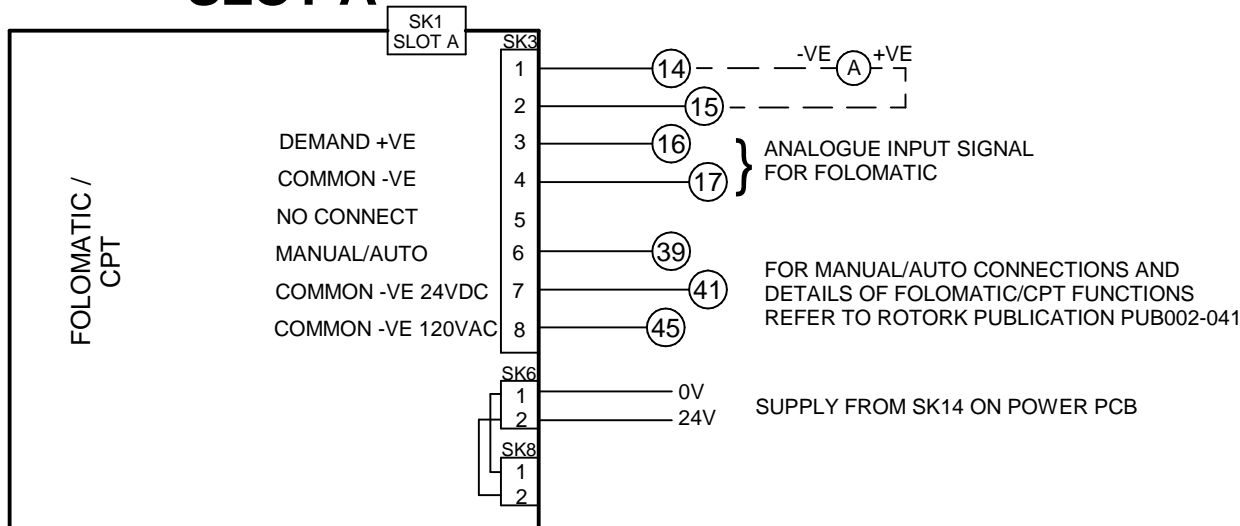 SLOT A
SK1
SLOT A
SK3
1 14 -VE A +VE
2 15
DEMAND +VE 3 16
COMMON -VE 4 17
} ANALOGUE INPUT SIGNAL
FOR FOLOMATIC
NO CONNECT 5
MANUAL/AUTO 6 39
COMMON -VE 24VDC 7 41
COMMON -VE 120VAC 8 45
FOR MANUAL/AUTO CONNECTIONS AND
DETAILS OF FOLOMATIC/CPT FUNCTIONS
REFER TO ROTORK PUBLICATION PUB002-041
FOLOMATIC /
CPT
SK6
1 0V
2 24V
SUPPLY FROM SK14 ON POWER PCB
SK8
1
2